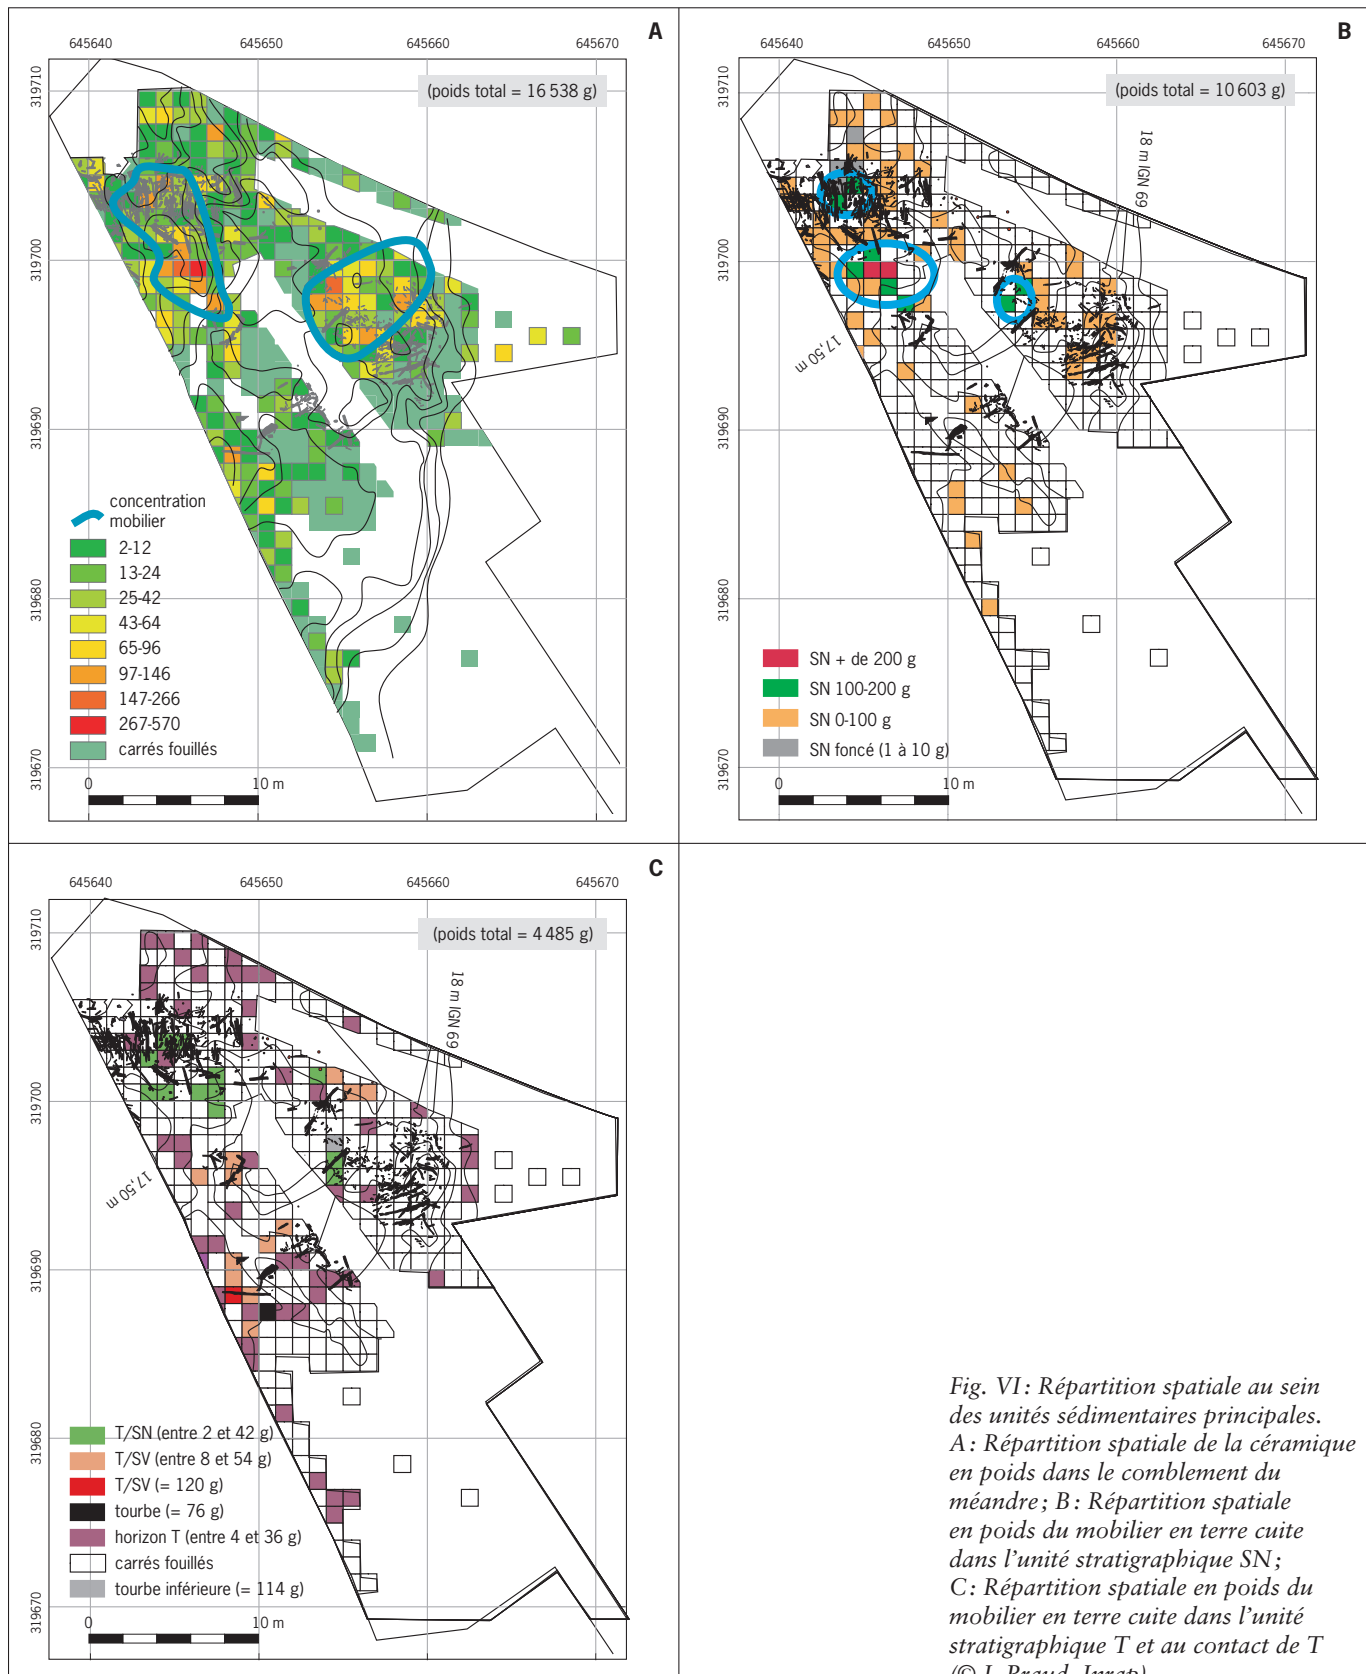 A
645640 645650 645660 645670
319710
319700
319690
319680
319670
(poids total = 16 538 g)
concentration
mobilier
2-12
13-24
25-42
43-64
65-96
97-146
147-266
267-570
carrés fouillés
0 10 m
B
645640 645650 645660 645670
319710
319700
319690
319680
319670
(poids total = 10 603 g)
18 m IGN 69
17,50 m
SN + de 200 g
SN 100-200 g
SN 0-100 g
SN foncé (1 à 10 g)
0 10 m
C
645640 645650 645660 645670
319710
319700
319690
319680
319670
(poids total = 4 485 g)
18 m IGN 69
17,50 m
T/SN (entre 2 et 42 g)
T/SV (entre 8 et 54 g)
T/SV (= 120 g)
tourbe (= 76 g)
horizon T (entre 4 et 36 g)
carrés fouillés
tourbe inférieure (= 114 g)
0 10 m
Fig. VI : Répartition spatiale au sein
des unités sédimentaires principales.
A : Répartition spatiale de la céramique
en poids dans le comblement du
méandre ; B : Répartition spatiale
en poids du mobilier en terre cuite
dans l'unité stratigraphique SN ;
C : Répartition spatiale en poids du
mobilier en terre cuite dans l'unité
stratigraphique T et au contact de T
(© I. Praud, Inrap)